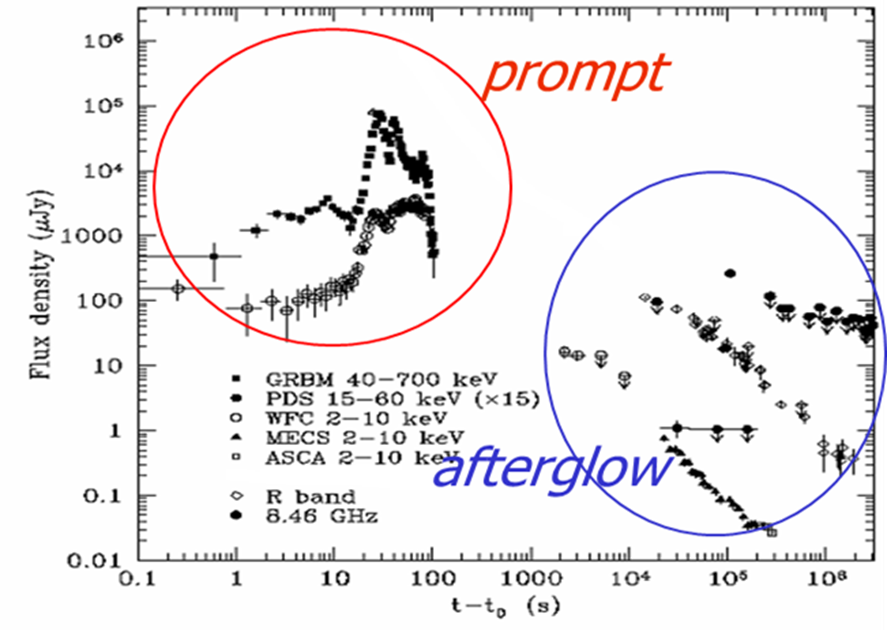 prompt
10⁶
10⁵
10⁴
1000
100
10
1
0.1
0.01
Flux density (μJy)
GRBM 40−700 keV
PDS 15−60 keV (×15)
WFC 2−10 keV
MECS 2−10 keV
ASCA 2−10 keV
R band
8.46 GHz
afterglow
0.1 1 10 100 1000 10⁴ 10⁵ 10⁶
t−t₀ (s)